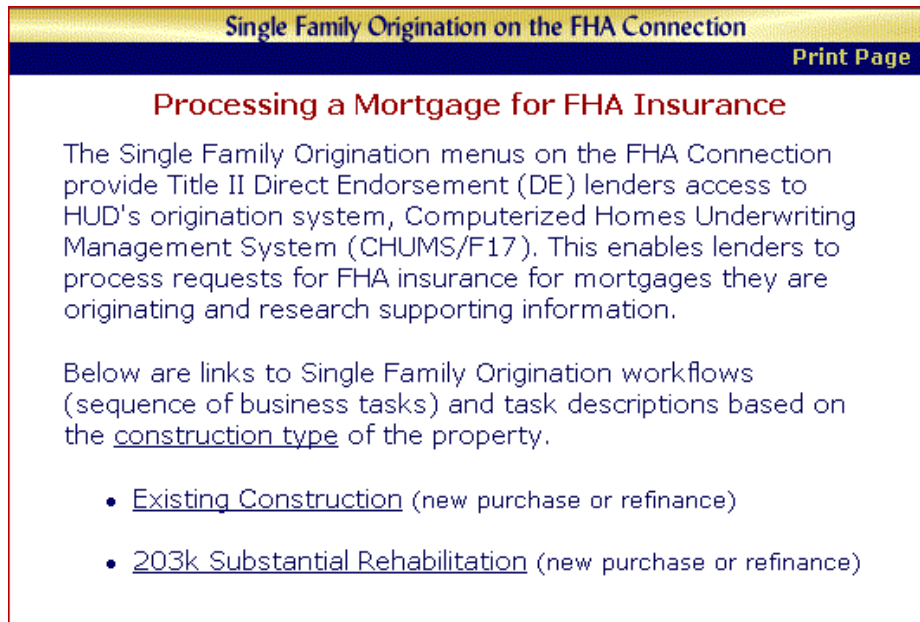 Single Family Origination on the FHA Connection
Print Page
Processing a Mortgage for FHA Insurance
The Single Family Origination menus on the FHA Connection
provide Title II Direct Endorsement (DE) lenders access to
HUD's origination system, Computerized Homes Underwriting
Management System (CHUMS/F17). This enables lenders to
process requests for FHA insurance for mortgages they are
originating and research supporting information.
Below are links to Single Family Origination workflows
(sequence of business tasks) and task descriptions based on
the construction type of the property.
• Existing Construction (new purchase or refinance)
• 203k Substantial Rehabilitation (new purchase or refinance)